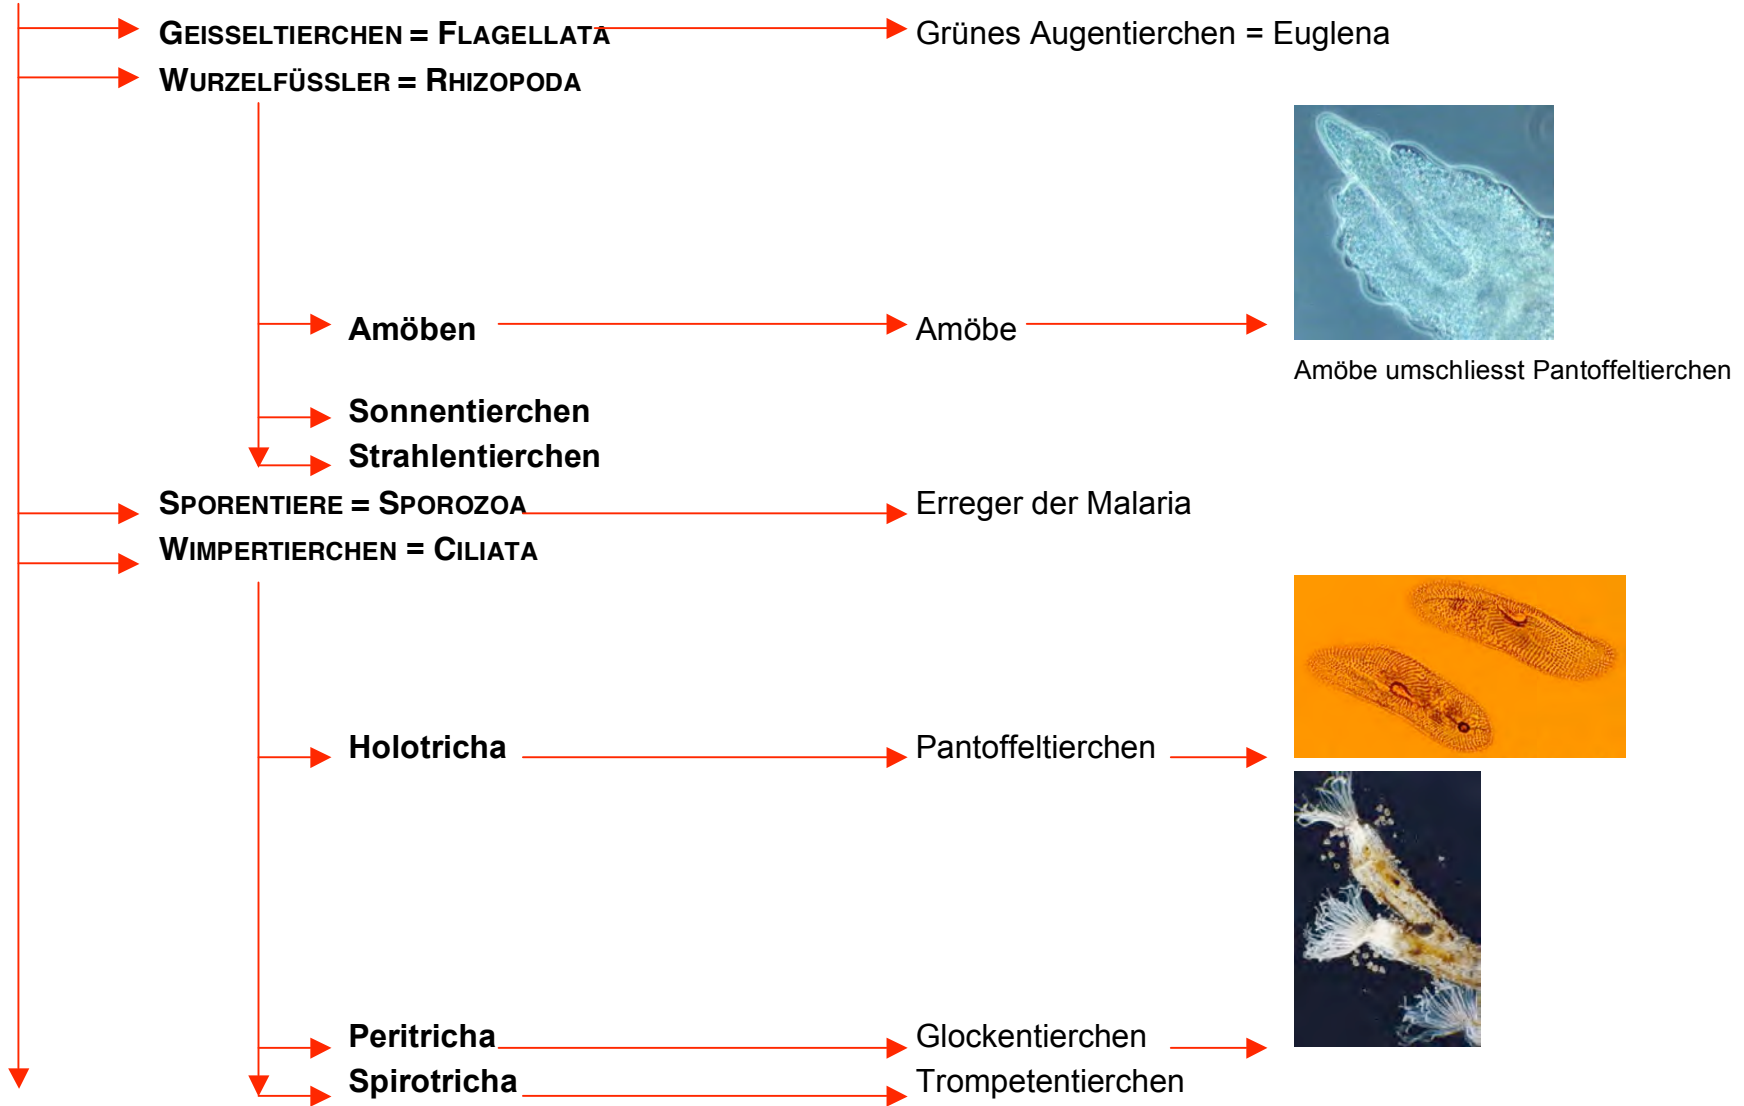 GEISSELTIERCHEN = FLAGELLATA Grünes Augentierchen = Euglena
WURZELFÜSSLER = RHIZOPODA
Amöben Amöbe
Amöbe umschliesst Pantoffeltierchen
Sonnentierchen
Strahlentierchen
SPORENTIERE = SPOROZOA Erreger der Malaria
WIMPERTIERCHEN = CILIATA
Holotricha Pantoffeltierchen
Peritricha Glockentierchen
Spirotricha Trompetentierchen